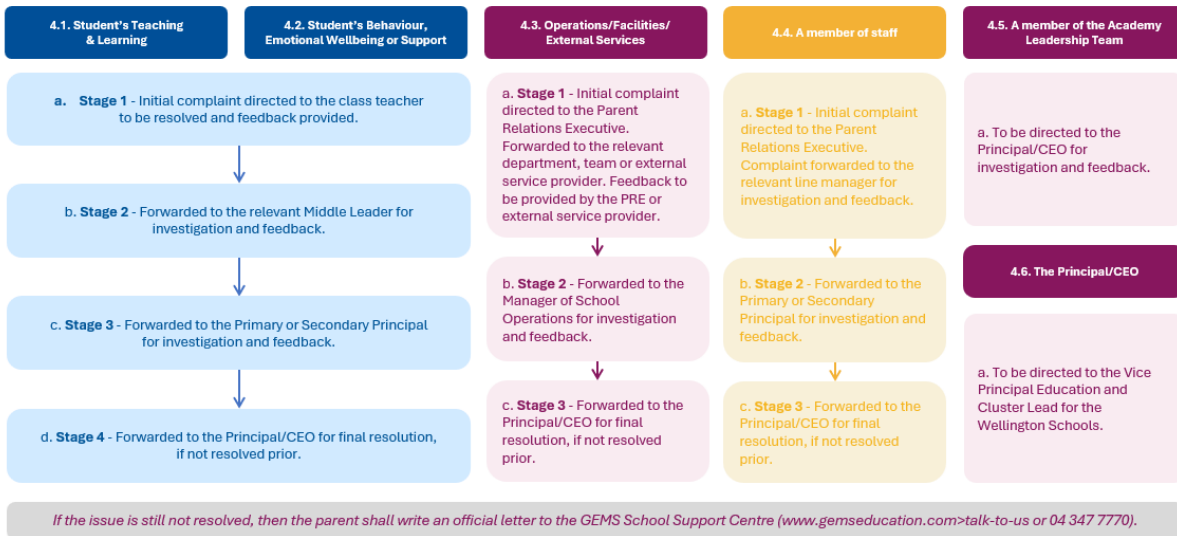 4.1. Student's Teaching
& Learning
4.2. Student's Behaviour,
Emotional Wellbeing or Support
a. Stage 1 - Initial complaint directed to the class teacher
to be resolved and feedback provided.
b. Stage 2 - Forwarded to the relevant Middle Leader for
investigation and feedback.
c. Stage 3 - Forwarded to the Primary or Secondary Principal
for investigation and feedback.
d. Stage 4 - Forwarded to the Principal/CEO for final resolution,
if not resolved prior.
4.3. Operations/Facilities/
External Services
a. Stage 1 - Initial complaint
directed to the Parent
Relations Executive.
Forwarded to the relevant
department, team or external
service provider. Feedback to
be provided by the PRE or
external service provider.
b. Stage 2 - Forwarded to the
Manager of School
Operations for investigation
and feedback.
c. Stage 3 - Forwarded to the
Principal/CEO for final
resolution, if not resolved
prior.
4.4. A member of staff
a. Stage 1 - Initial complaint
directed to the Parent
Relations Executive.
Complaint forwarded to the
relevant line manager for
investigation and feedback.
b. Stage 2 - Forwarded to the
Primary or Secondary
Principal for investigation and
feedback.
c. Stage 3 - Forwarded to the
Principal/CEO for final
resolution, if not resolved
prior.
4.5. A member of the Academy
Leadership Team
a. To be directed to the
Principal/CEO for
investigation and feedback.
4.6. The Principal/CEO
a. To be directed to the Vice
Principal Education and
Cluster Lead for the
Wellington Schools.
If the issue is still not resolved, then the parent shall write an official letter to the GEMS School Support Centre (www.gemseducation.com>talk-to-us or 04 347 7770).